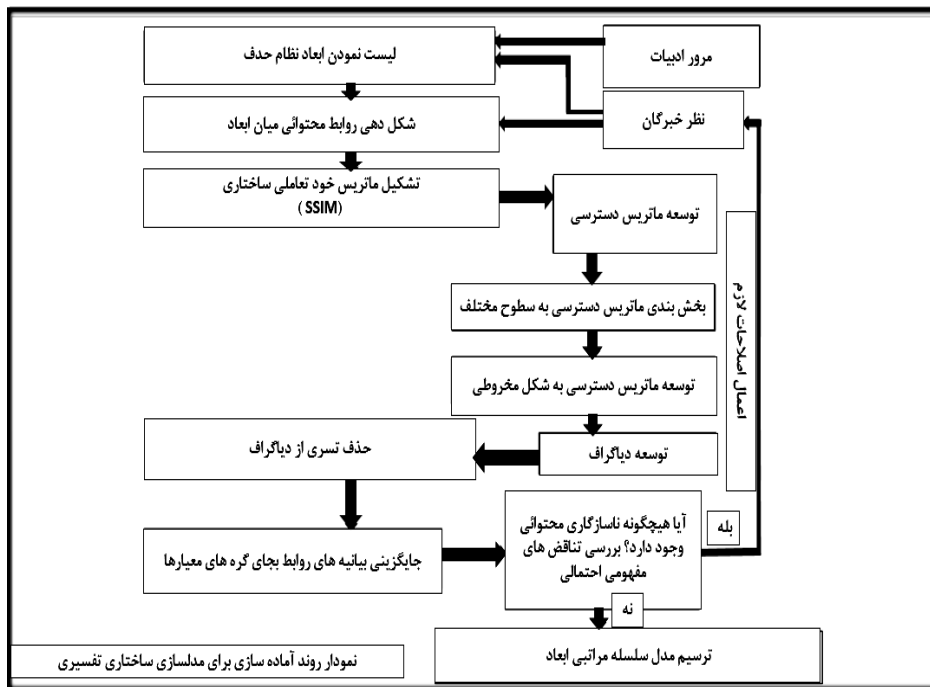 مرور ادبیات
لیست نمودن ابعاد نظام حدف
نظر خبرگان
شکل دهی روابط محتوائی میان ابعاد
تشکیل ماتریس خود تعاملی ساختاری
(SSIM)
توسعه ماتریس دسترسی
اعمال اصلاحات لازم
بخش بندی ماتریس دسترسی به سطوح مختلف
توسعه ماتریس دسترسی به شکل مخروطی
توسعه دیاگراف
حذف تسری از دیاگراف
جایگزینی بیانیه های روابط بجای گره های معیارها
آیا هیچگونه ناسازگاری محتوائی
وجود دارد؟ بررسی تناقض های
مفهومی احتمالی
بله
نه
ترسیم مدل سلسله مراتبی ابعاد
نمودار روند آماده سازی برای مدلسازی ساختاری تفسیری